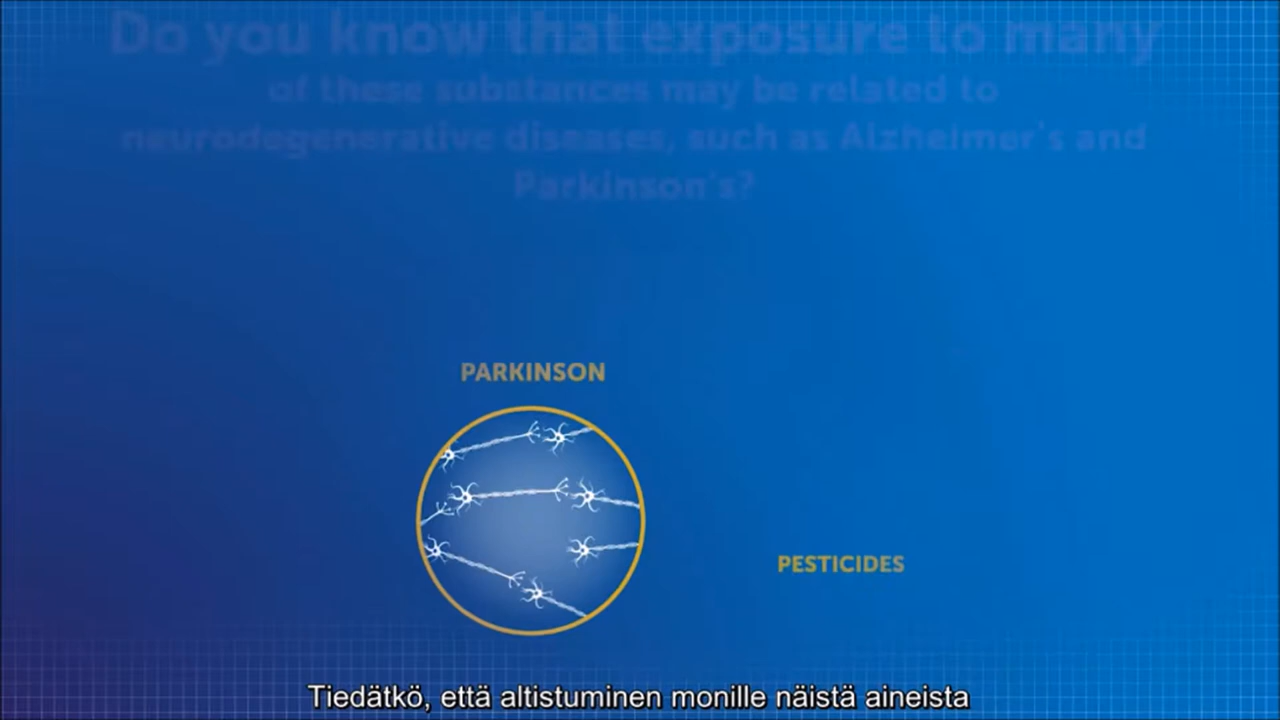 Do you know that exposure to many
of these substances may be related to
neurodegenerative diseases, such as Alzheimer's and
Parkinson's?
PARKINSON
PESTICIDES
Tiedätkö, että altistuminen monille näistä aineista